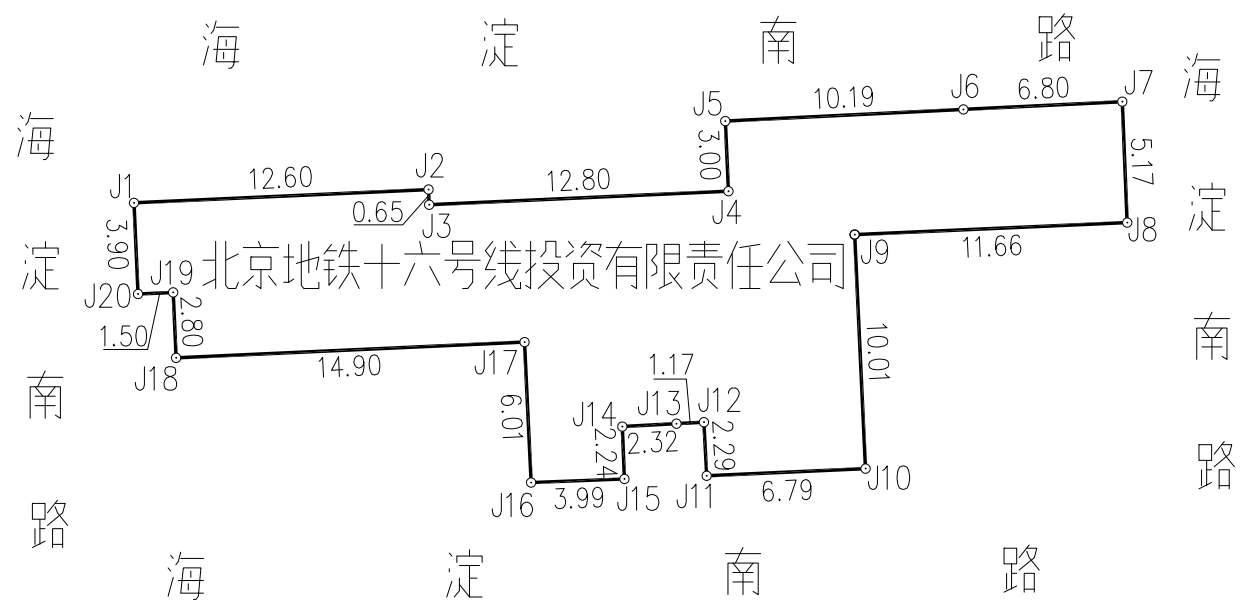 海 淀 南 路
海 淀 南 路
海 淀 南 路
J5 10.19 J6 6.80 J7
3.00
5.17
J1 12.60 J2
0.65
J3 12.80 J4
3.90
J8
J9 11.66
北京地铁十六号线投资有限责任公司
J20 J19
1.50
2.80
J18 14.90 J17
10.01
6.01
1.17
J14 J13 J12
2.32
2.24
2.29
J16 3.99 J15 J11 6.79 J10
海 淀 南 路